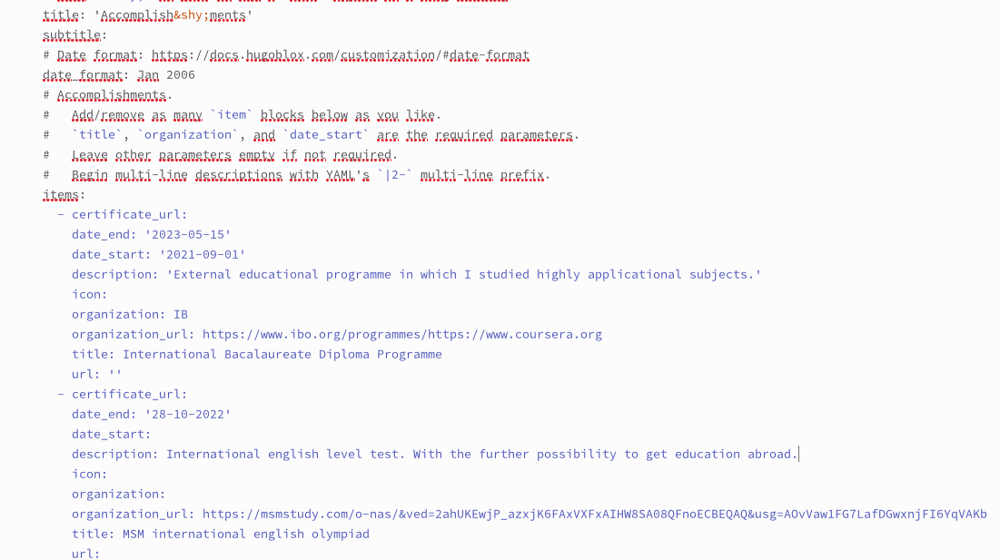 title: 'Accomplish&shy;ments'
subtitle:
# Date format: https://docs.hugoblox.com/customization/#date-format
date_format: Jan 2006
# Accomplishments.
#   Add/remove as many `item` blocks below as you like.
#   `title`, `organization`, and `date_start` are the required parameters.
#   Leave other parameters empty if not required.
#   Begin multi-line descriptions with YAML's `|2-` multi-line prefix.
items:
  - certificate_url:
    date_end: '2023-05-15'
    date_start: '2021-09-01'
    description: 'External educational programme in which I studied highly applicational subjects.'
    icon:
    organization: IB
    organization_url: https://www.ibo.org/programmes/https://www.coursera.org
    title: International Bacalaureate Diploma Programme
    url: ''
  - certificate_url:
    date_end: '28-10-2022'
    date_start:
    description: International english level test. With the further possibility to get education abroad.
    icon:
    organization:
    organization_url: https://msmstudy.com/o-nas/&ved=2ahUKEwjP_azxjK6FAxVXFxAIHW8SA08QFnoECBEQAQ&usg=AOvVaw1FG7LafDGwxnjFI6YqVAKb
    title: MSM international english olympiad
    url: